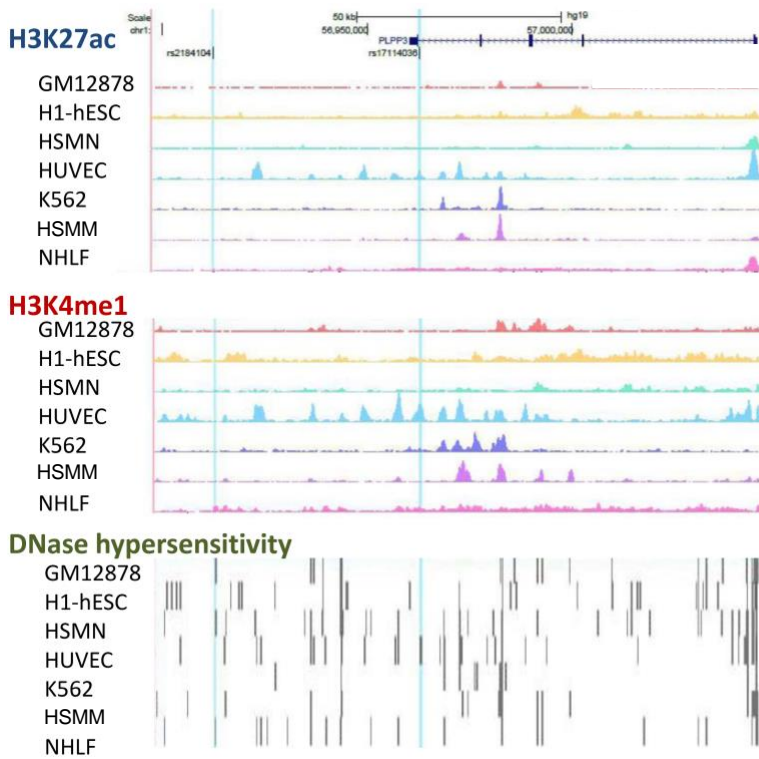 Scale 50 kb hg19
chr1: 56,950,000 57,000,000
H3K27ac
PLPP3
rs2184104 rs17114036
GM12878
H1-hESC
HSMN
HUVEC
K562
HSMM
NHLF
H3K4me1
GM12878
H1-hESC
HSMN
HUVEC
K562
HSMM
NHLF
DNase hypersensitivity
GM12878
H1-hESC
HSMN
HUVEC
K562
HSMM
NHLF